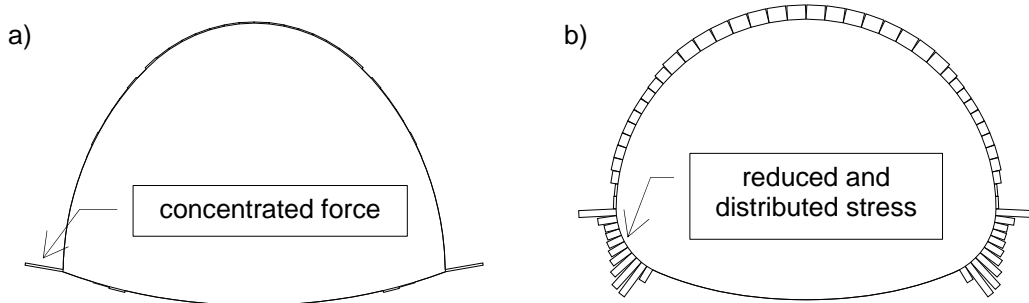 a)
concentrated force
b)
reduced and
distributed stress